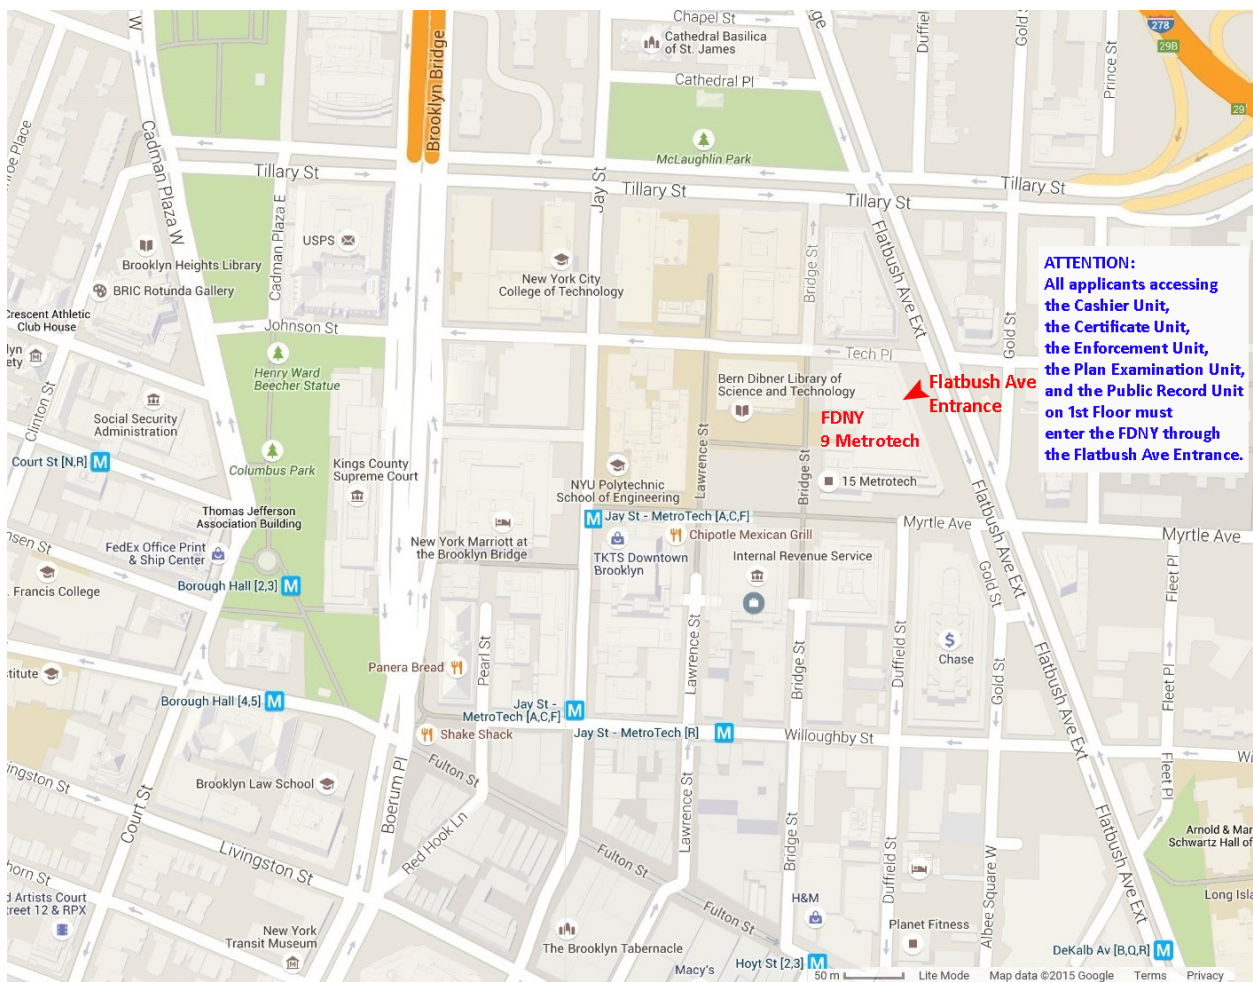 Chapel St
Cathedral Basilica
of St. James
Cathedral Pl
McLaughlin Park
Brooklyn Bridge
Duffield St
Gold St
Prince St
278
29B
29
Cadman Plaza W
Tillary St
Tillary St
Tillary St
Tillary St
Jay St
Cadman Plaza E
USPS
Brooklyn Heights Library
BRIC Rotunda Gallery
Crescent Athletic
Club House
New York City
College of Technology
Bridge St
Flatbush Ave Ext
Gold St
ATTENTION:
All applicants accessing
the Cashier Unit,
the Certificate Unit,
the Enforcement Unit,
the Plan Examination Unit,
and the Public Record Unit
on 1st Floor must
enter the FDNY through
the Flatbush Ave Entrance.
Johnson St
Tech Pl
Henry Ward
Beecher Statue
Clinton St
Social Security
Administration
Bern Dibner Library of
Science and Technology
Flatbush Ave
Entrance
FDNY
9 Metrotech
Court St [N,R]
Columbus Park
Kings County
Supreme Court
NYU Polytechnic
School of Engineering
Lawrence St
Bridge St
15 Metrotech
Flatbush Ave Ext
Thomas Jefferson
Association Building
New York Marriott at
the Brooklyn Bridge
Jay St - MetroTech [A,C,F]
Chipotle Mexican Grill
Myrtle Ave
Myrtle Ave
FedEx Office Print
& Ship Center
TKTS Downtown
Brooklyn
Internal Revenue Service
Borough Hall [2,3]
Francis College
Gold St
Fleet Pl
Pearl St
Lawrence St
Bridge St
Duffield St
Chase
Gold St
Fleet Pl
Flatbush Ave Ext
Panera Bread
Borough Hall [4,5]
Jay St -
MetroTech [A,C,F]
Shake Shack
Jay St - MetroTech [R]
Willoughby St
Fulton St
Brooklyn Law School
Boerum Pl
Court St
Livingston St
Red Hook Ln
Fulton St
Lawrence St
Bridge St
Duffield St
Albee Square W
Fleet Pl
Flatbush Ave Ext
Fulton St
H&M
Planet Fitness
New York
Transit Museum
The Brooklyn Tabernacle
Macy's
Hoyt St [2,3]
DeKalb Av [B,Q,R]
50 m
Lite Mode
Map data ©2015 Google
Terms
Privacy